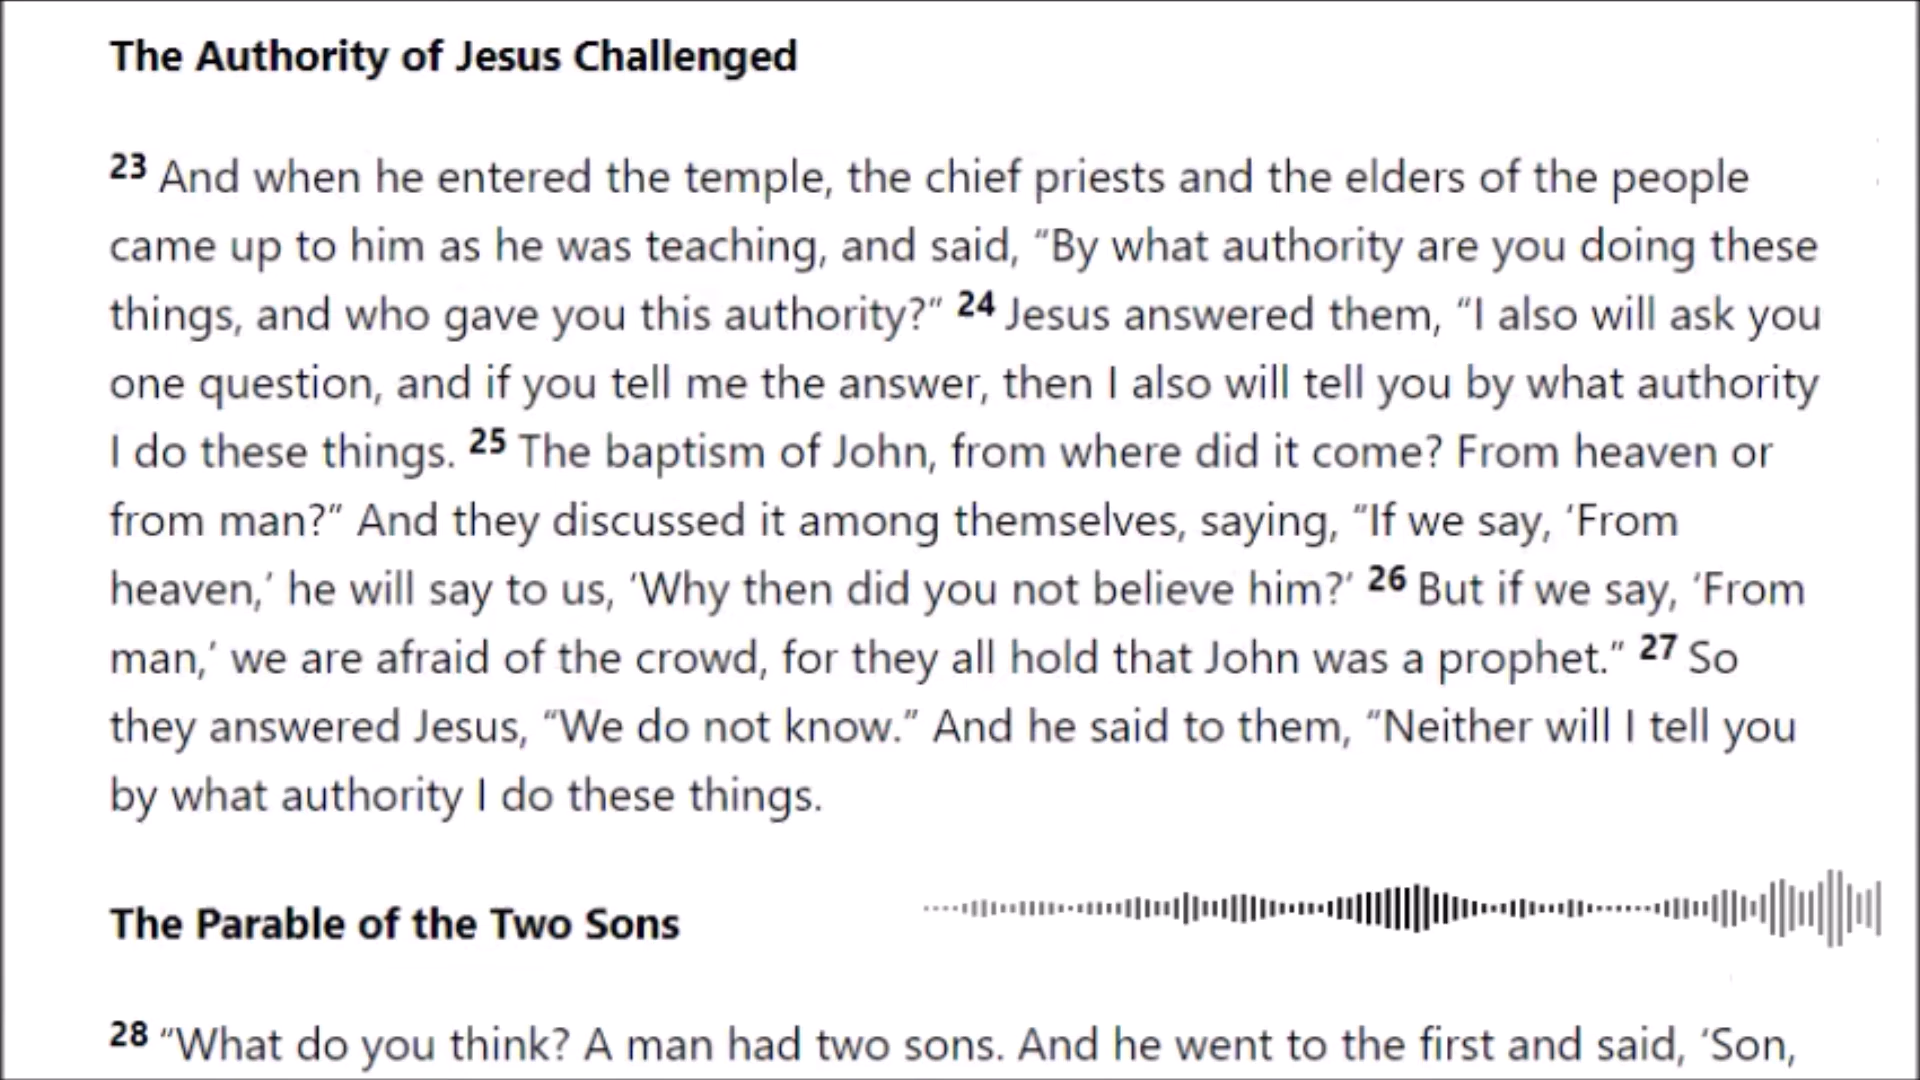 The Authority of Jesus Challenged
23 And when he entered the temple, the chief priests and the elders of the people
came up to him as he was teaching, and said, “By what authority are you doing these
things, and who gave you this authority?” 24 Jesus answered them, “I also will ask you
one question, and if you tell me the answer, then I also will tell you by what authority
I do these things. 25 The baptism of John, from where did it come? From heaven or
from man?” And they discussed it among themselves, saying, “If we say, ‘From
heaven,’ he will say to us, ‘Why then did you not believe him?’ 26 But if we say, ‘From
man,’ we are afraid of the crowd, for they all hold that John was a prophet.” 27 So
they answered Jesus, “We do not know.” And he said to them, “Neither will I tell you
by what authority I do these things.
The Parable of the Two Sons
28 “What do you think? A man had two sons. And he went to the first and said, ‘Son,